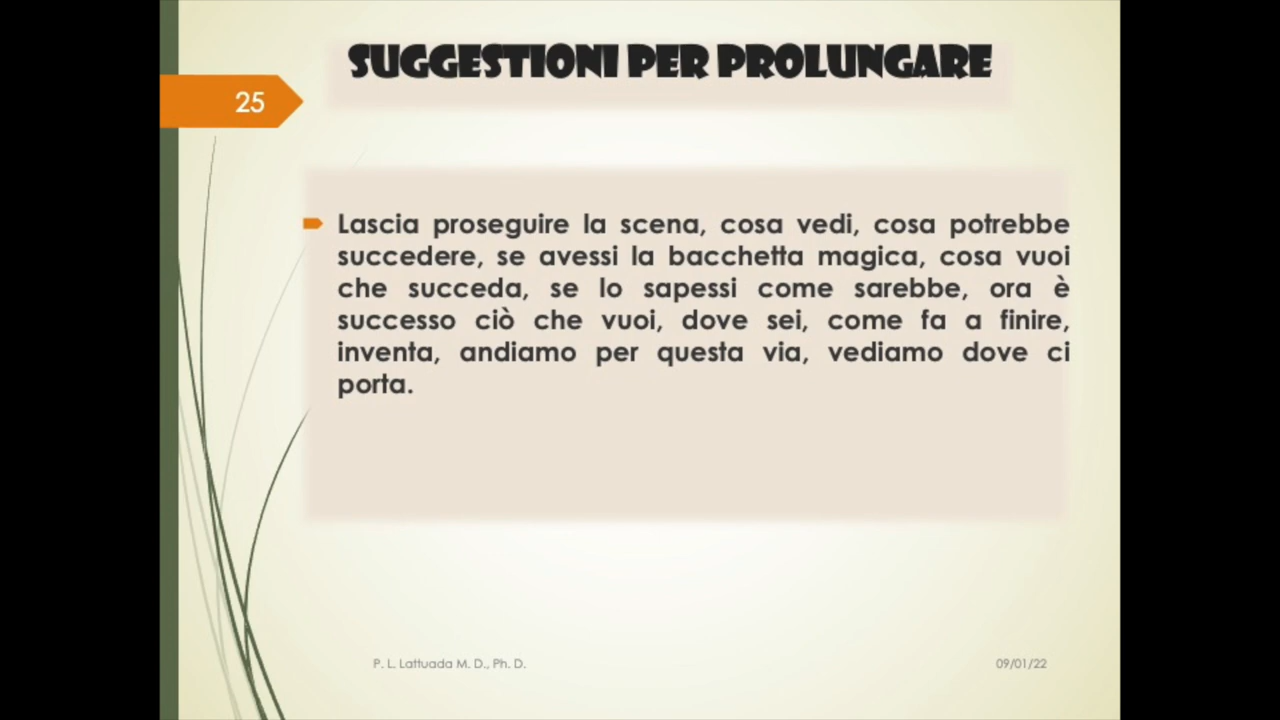 SUGGESTIONI PER PROLUNGARE
25
Lascia proseguire la scena, cosa vedi, cosa potrebbe
succedere, se avessi la bacchetta magica, cosa vuoi
che succeda, se lo sapessi come sarebbe, ora è
successo ciò che vuoi, dove sei, come fa a finire,
inventa, andiamo per questa via, vediamo dove ci
porta.
P. L. Lattuada M. D., Ph. D.
09/01/22